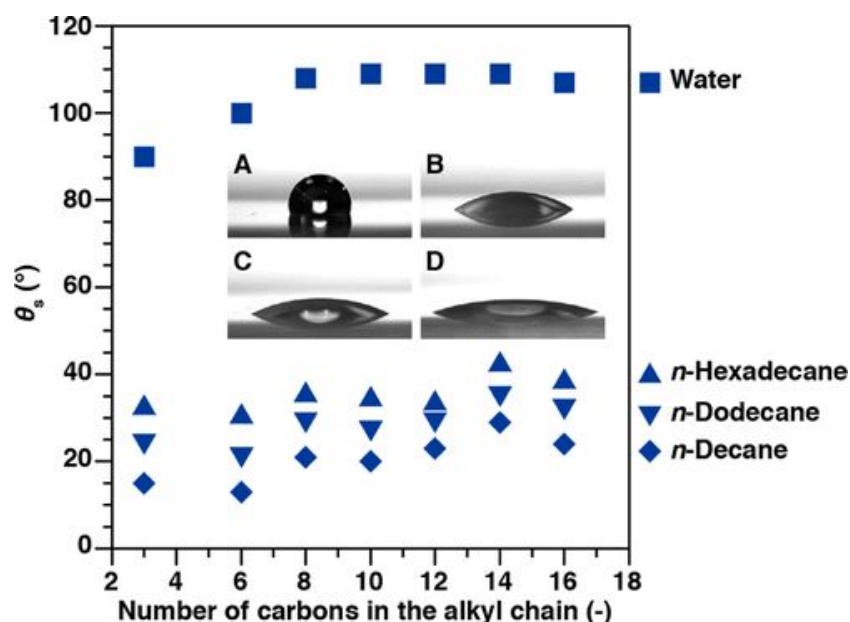 120
100
80
60
40
20
0
θs (°)
A
B
C
D
Water
n-Hexadecane
n-Dodecane
n-Decane
2 4 6 8 10 12 14 16 18
Number of carbons in the alkyl chain (-)